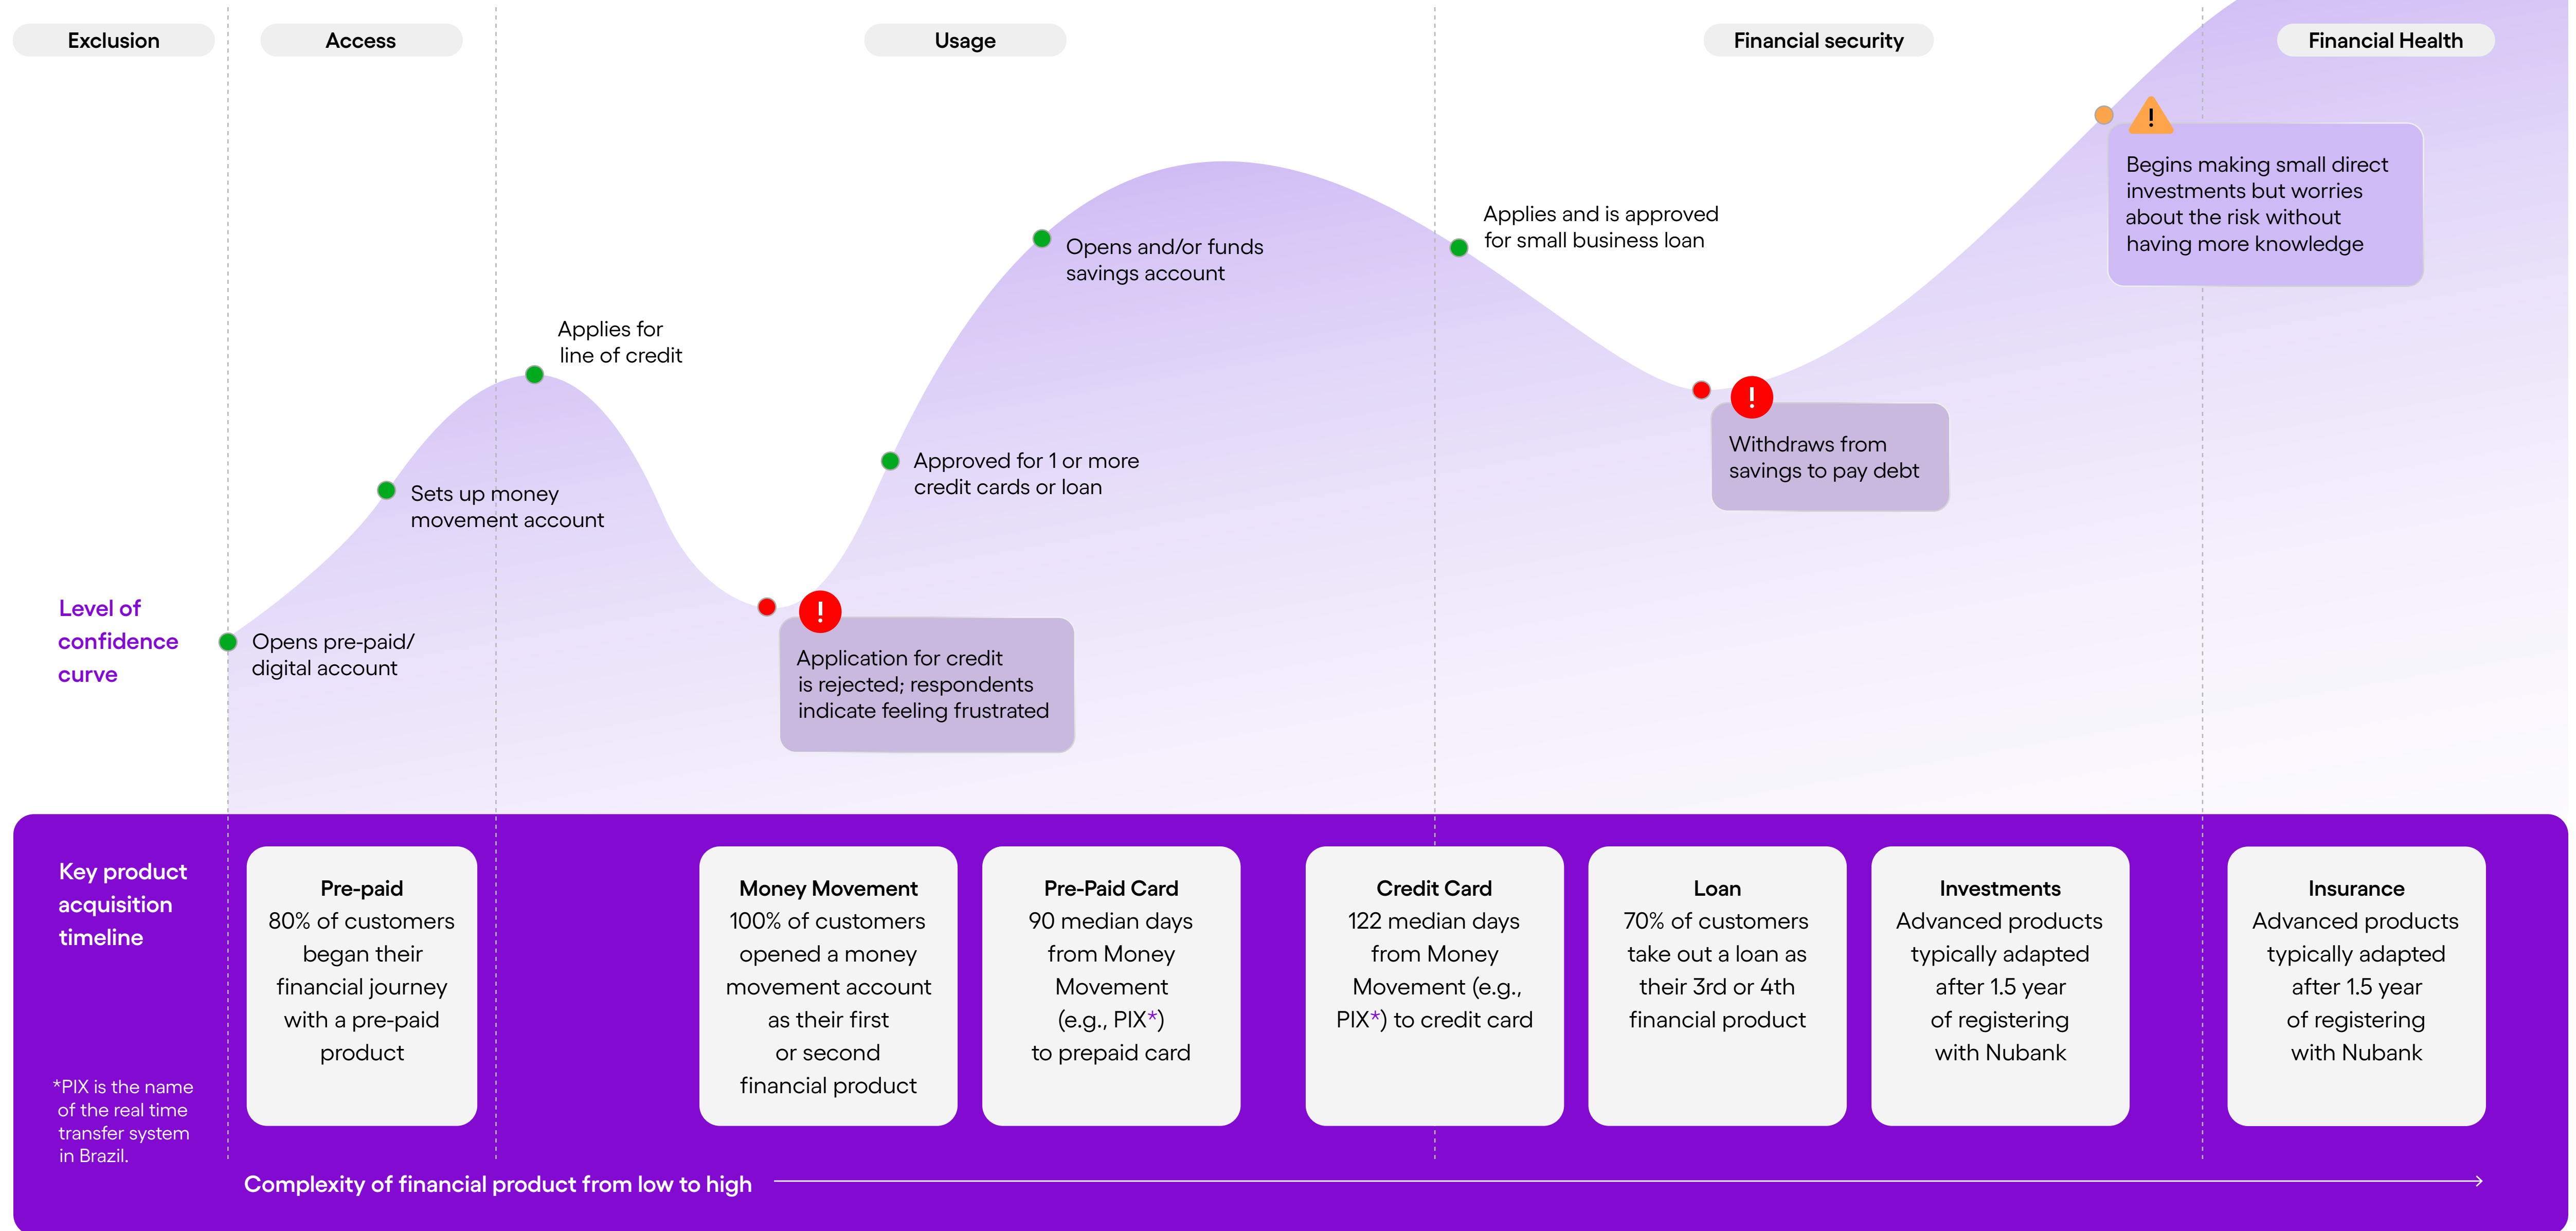 Exclusion
Access
Usage
Financial security
Financial Health
Begins making small direct
investments but worries
about the risk without
having more knowledge
Applies and is approved
for small business loan
Opens and/or funds
savings account
Applies for
line of credit
Withdraws from
savings to pay debt
Approved for 1 or more
credit cards or loan
Sets up money
movement account
Level of
confidence
curve
Opens pre-paid/
digital account
Application for credit
is rejected; respondents
indicate feeling frustrated
Key product
acquisition
timeline
*PIX is the name
of the real time
transfer system
in Brazil.
Pre-paid
80% of customers
began their
financial journey
with a pre-paid
product
Money Movement
100% of customers
opened a money
movement account
as their first
or second
financial product
Pre-Paid Card
90 median days
from Money
Movement
(e.g., PIX*)
to prepaid card
Credit Card
122 median days
from Money
Movement (e.g.,
PIX*) to credit card
Loan
70% of customers
take out a loan as
their 3rd or 4th
financial product
Investments
Advanced products
typically adapted
after 1.5 year
of registering
with Nubank
Insurance
Advanced products
typically adapted
after 1.5 year
of registering
with Nubank
Complexity of financial product from low to high